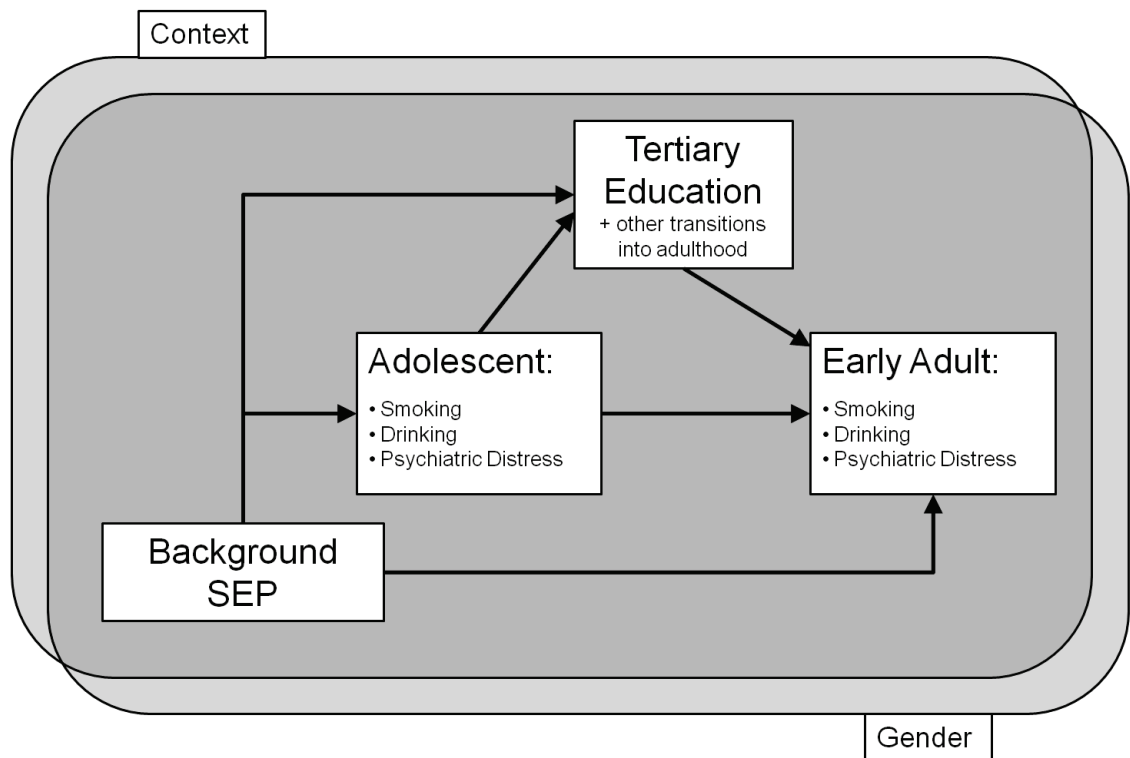 Context
Tertiary
Education
+ other transitions
into adulthood
Adolescent:
• Smoking
• Drinking
• Psychiatric Distress
Early Adult:
• Smoking
• Drinking
• Psychiatric Distress
Background
SEP
Gender